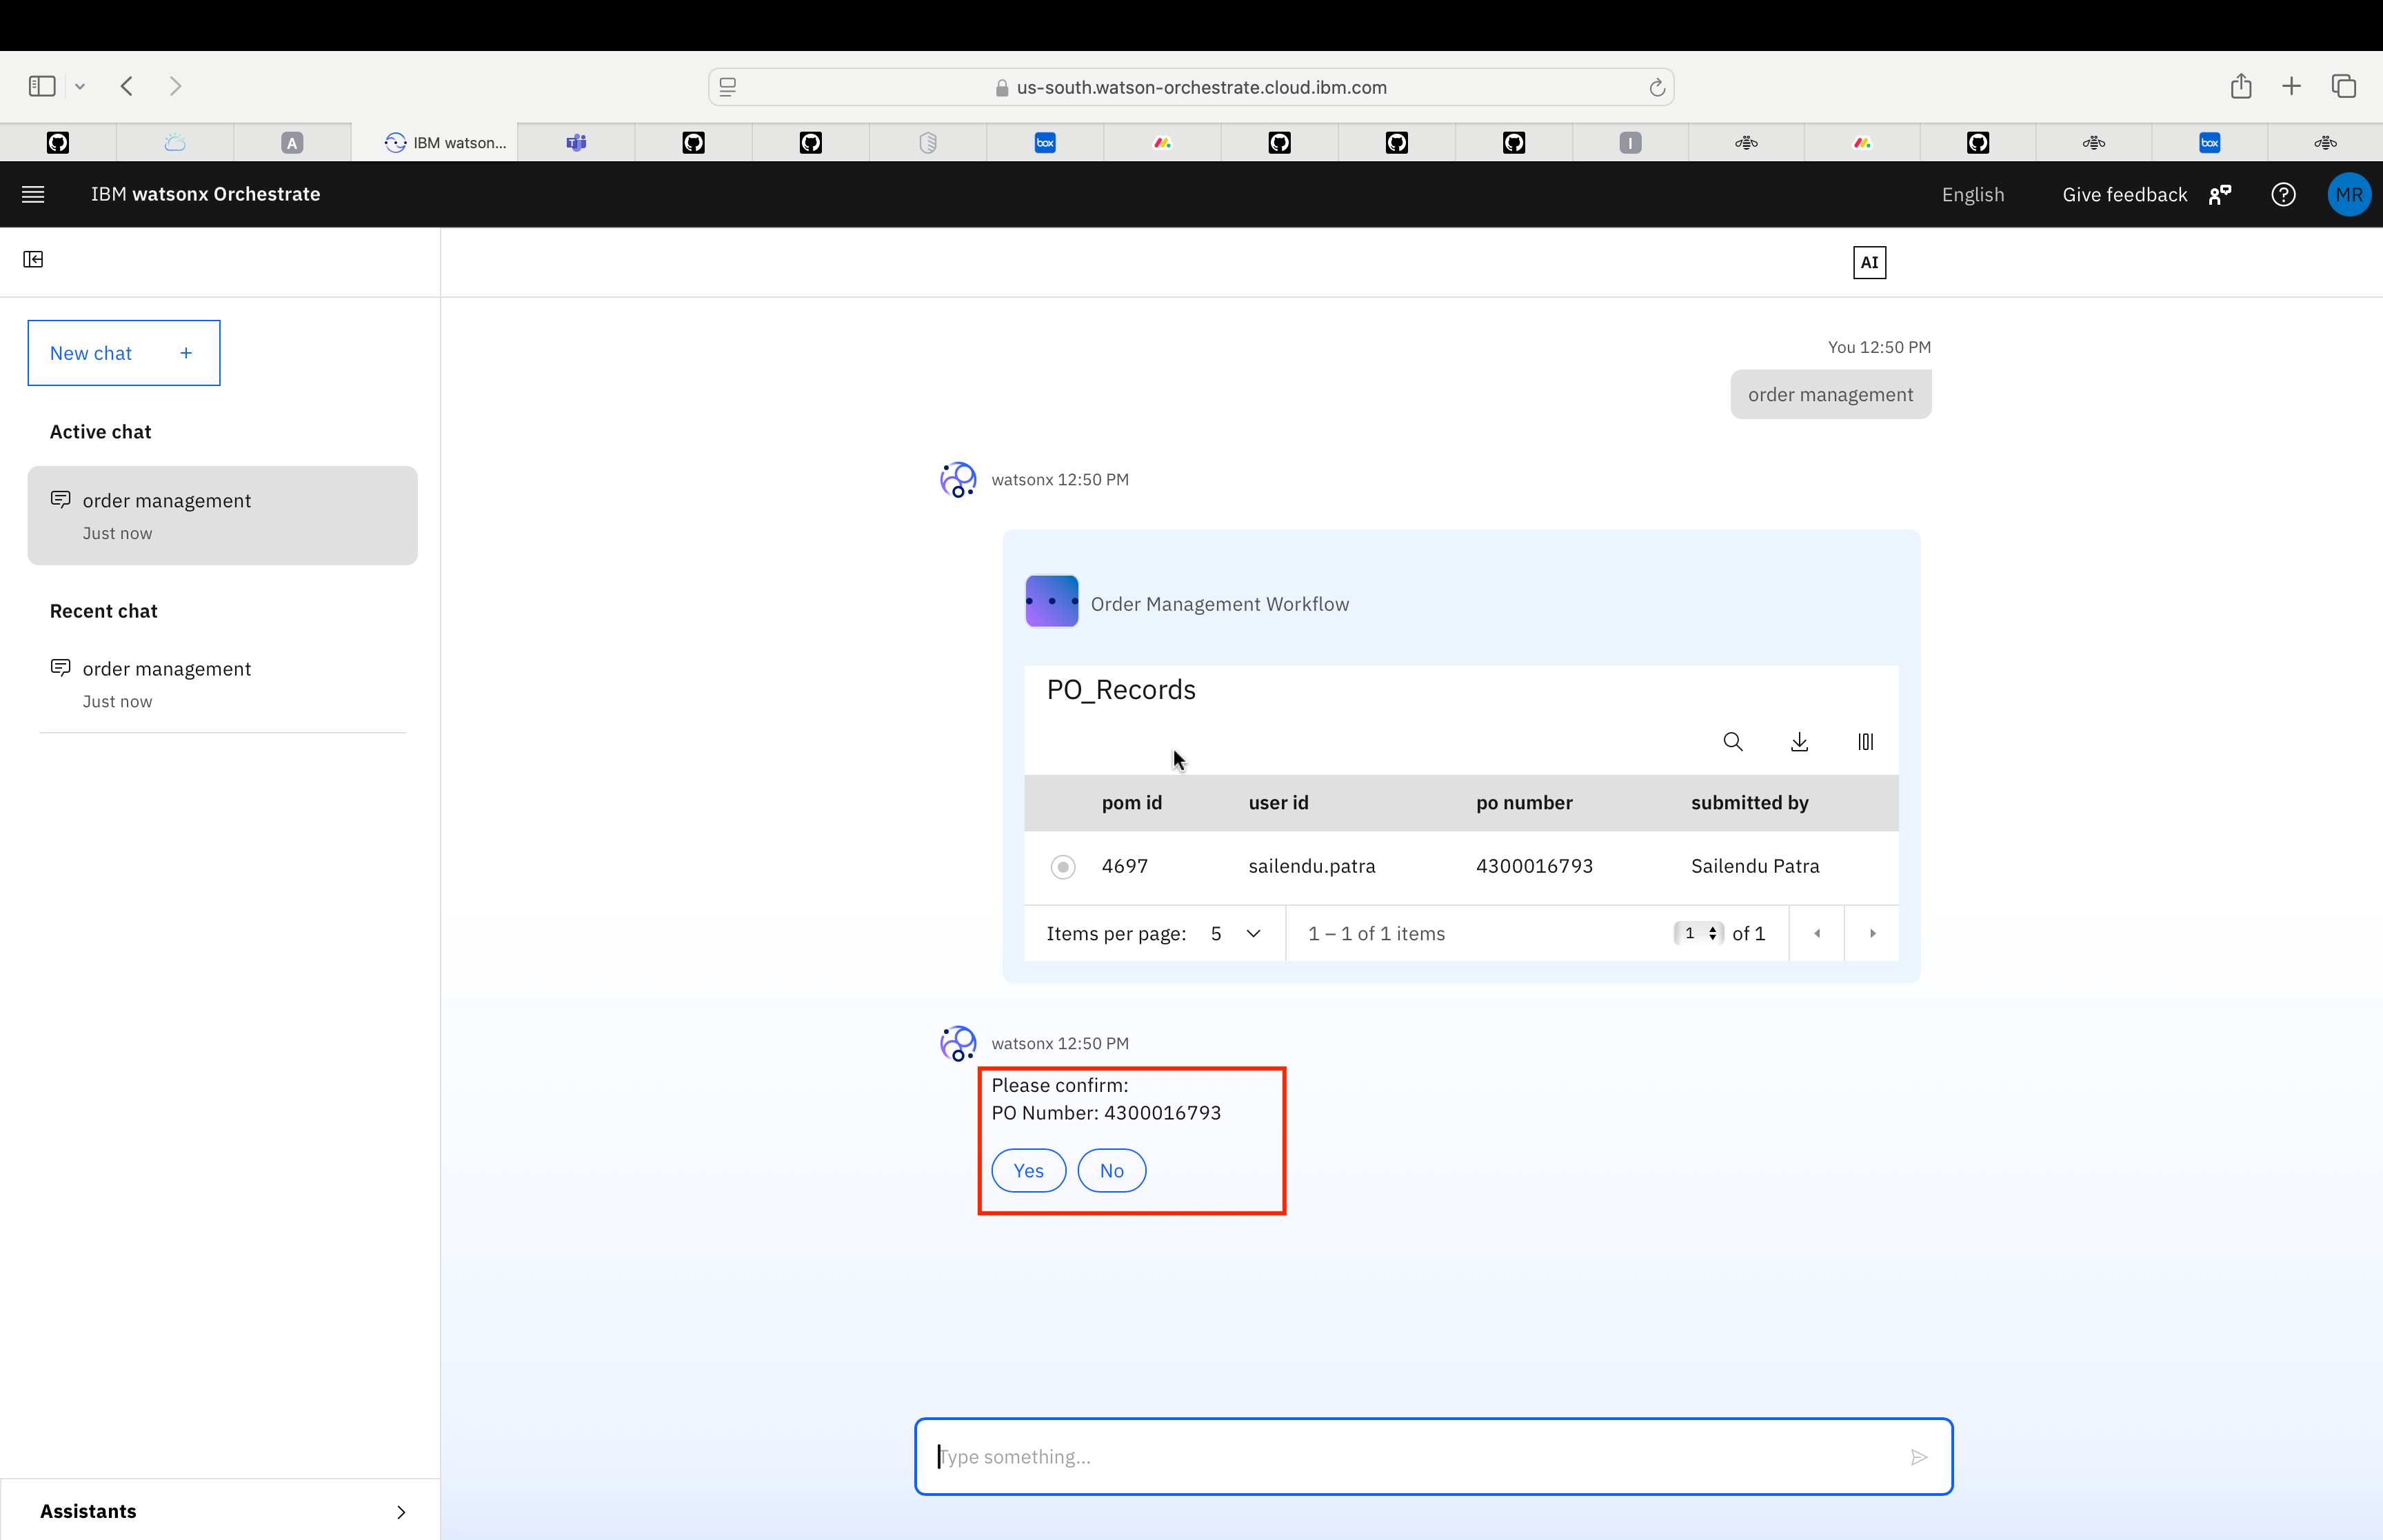 us-south.watson-orchestrate.cloud.ibm.com
A
IBM watson...
box
I
box
IBM watsonx Orchestrate
English
Give feedback
MR
AI
New chat +
Active chat
order management
Just now
Recent chat
order management
Just now
Assistants
You 12:50 PM
order management
watsonx 12:50 PM
Order Management Workflow
PO_Records
pom id user id po number submitted by
4697 sailendu.patra 4300016793 Sailendu Patra
Items per page: 5 1 – 1 of 1 items 1 of 1
watsonx 12:50 PM
Please confirm:
PO Number: 4300016793
Yes No
Type something...